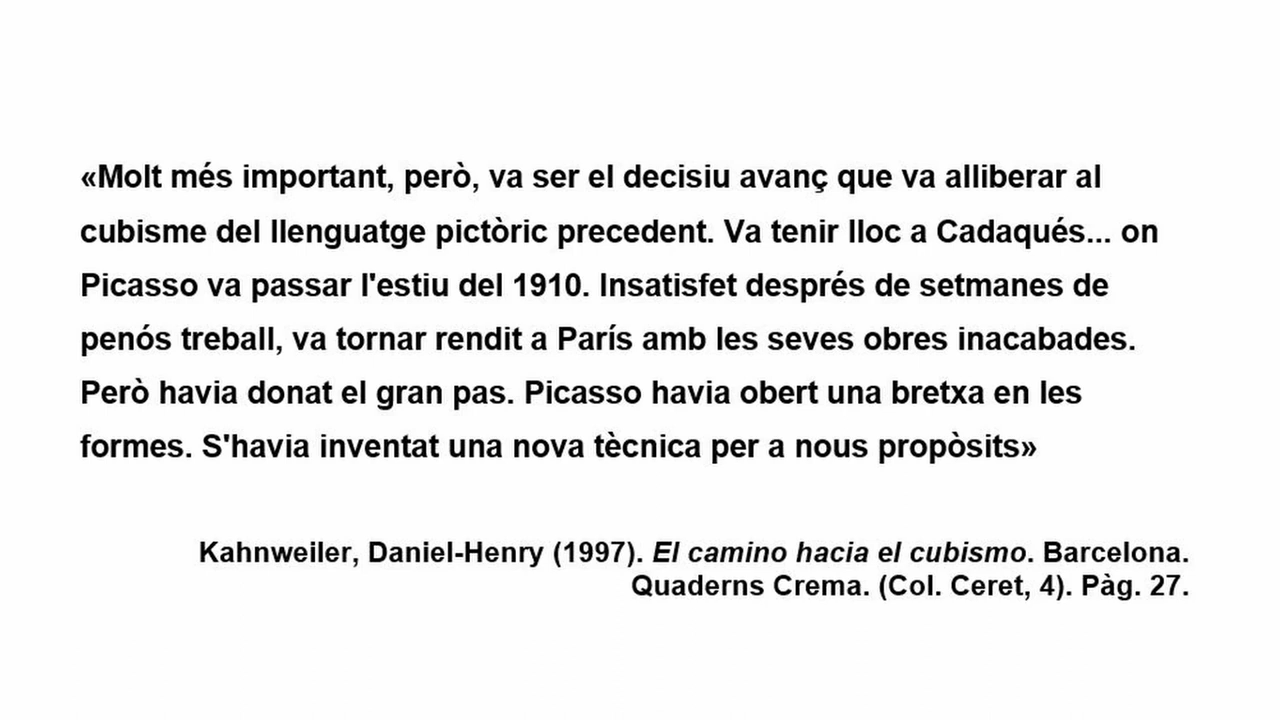 «Molt més important, però, va ser el decisiu avanç que va alliberar al
cubisme del llenguatge pictòric precedent. Va tenir lloc a Cadaqués... on
Picasso va passar l'estiu del 1910. Insatisfet després de setmanes de
penós treball, va tornar rendit a París amb les seves obres inacabades.
Però havia donat el gran pas. Picasso havia obert una bretxa en les
formes. S'havia inventat una nova tècnica per a nous propòsits»
Kahnweiler, Daniel-Henry (1997). El camino hacia el cubismo. Barcelona.
Quaderns Crema. (Col. Ceret, 4). Pàg. 27.